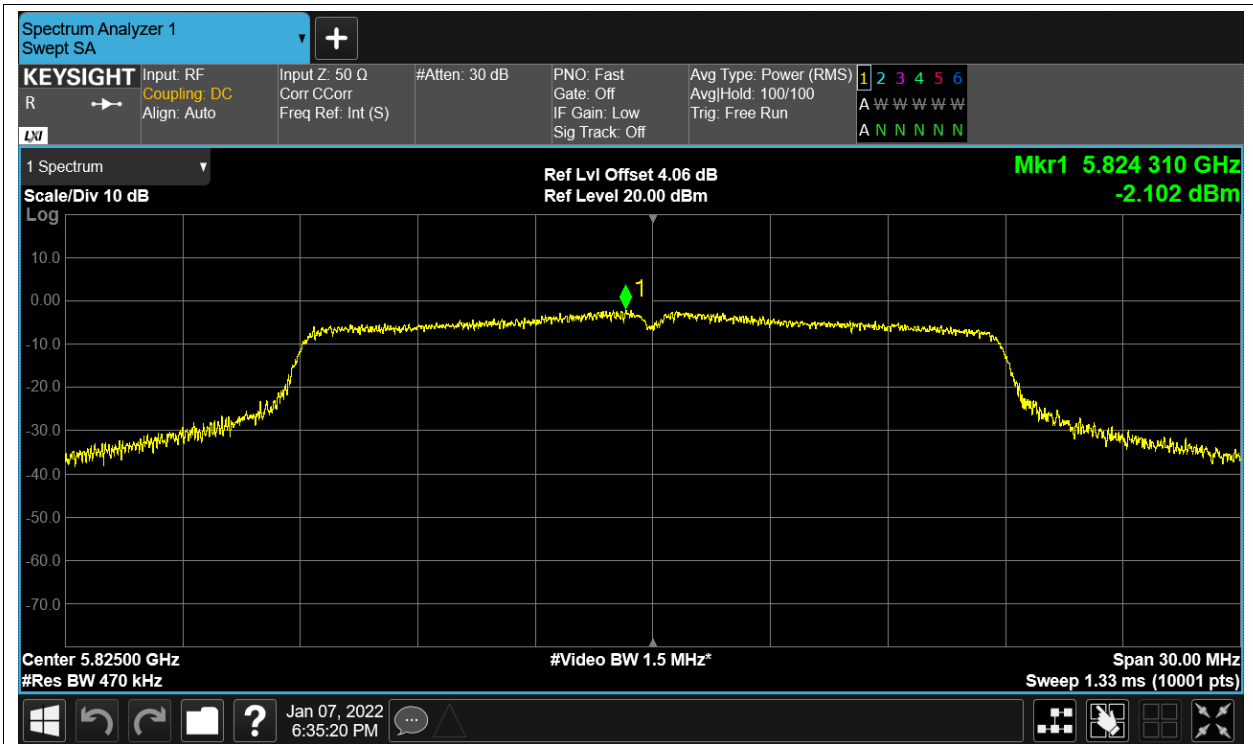 Spectrum Analyzer 1
Swept SA
KEYSIGHT
R
LXI
Input: RF
Coupling: DC
Align: Auto
Input Z: 50 Ω
Corr CCorr
Freq Ref: Int (S)
#Atten: 30 dB
PNO: Fast
Gate: Off
IF Gain: Low
Sig Track: Off
Avg Type: Power (RMS)
Avg|Hold: 100/100
Trig: Free Run
1 2 3 4 5 6
A W W W W W
A N N N N N
1 Spectrum
Scale/Div 10 dB
Log
Ref Lvl Offset 4.06 dB
Ref Level 20.00 dBm
Mkr1 5.824 310 GHz
-2.102 dBm
10.0
0.00
-10.0
-20.0
-30.0
-40.0
-50.0
-60.0
-70.0
1
Center 5.82500 GHz
#Res BW 470 kHz
#Video BW 1.5 MHz*
Span 30.00 MHz
Sweep 1.33 ms (10001 pts)
?
Jan 07, 2022
6:35:20 PM